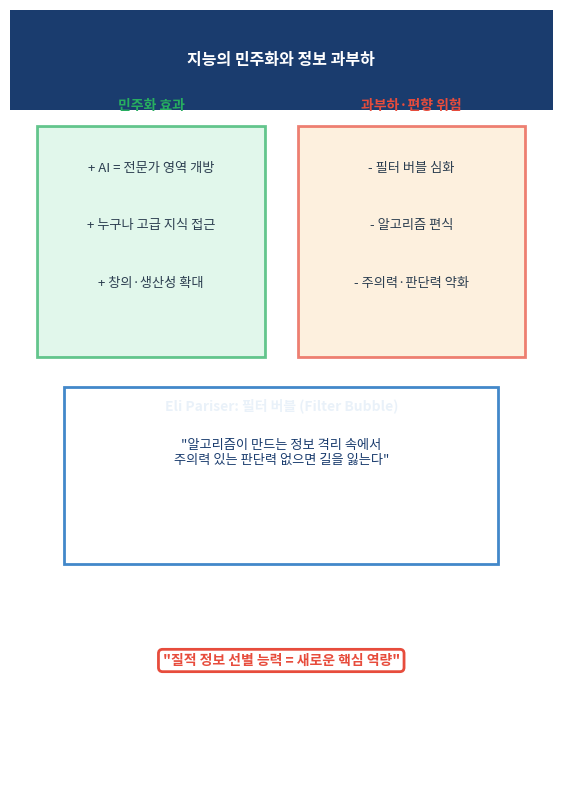 지능의 민주화와 정보 과부하
민주화 효과
+ AI = 전문가 영역 개방
+ 누구나 고급 지식 접근
+ 창의·생산성 확대
과부하·편향 위험
- 필터 버블 심화
- 알고리즘 편식
- 주의력·판단력 약화
Eli Pariser: 필터 버블 (Filter Bubble)
"알고리즘이 만드는 정보 격리 속에서
주의력 있는 판단력 없으면 길을 잃는다"
"질적 정보 선별 능력 = 새로운 핵심 역량"